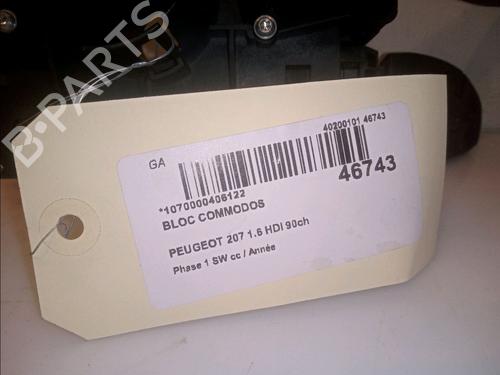 B-PARTS
GA
40200101 46743
46743
*1070000406122
BLOC COMMODOS
PEUGEOT 207 1.6 HDI 90ch
Phase 1 SW cc / Année